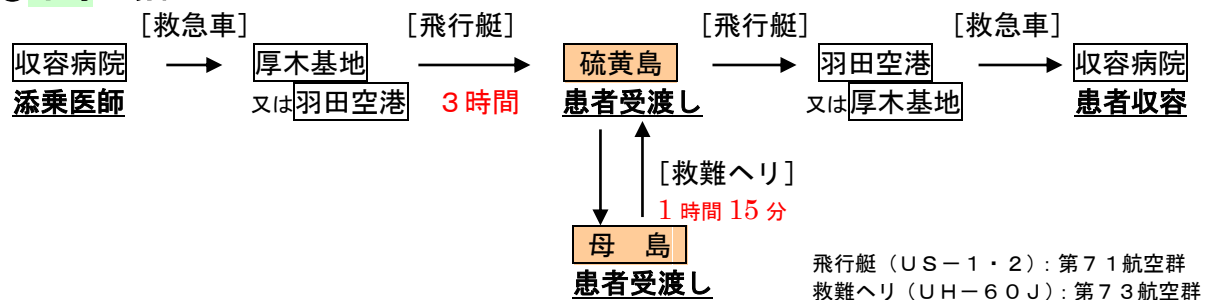 ［救急車］ ［飛行艇］ ［飛行艇］ ［救急車］
収容病院 厚木基地 硫黄島 羽田空港 収容病院
添乗医師 又は羽田空港 ３時間 患者受渡し 又は厚木基地 患者収容
［救難ヘリ］
1 時間 15 分
母　島
患者受渡し
飛行艇（ＵＳ－１・２）：第７１航空群
救難ヘリ（ＵＨ－６０Ｊ）：第７３航空群